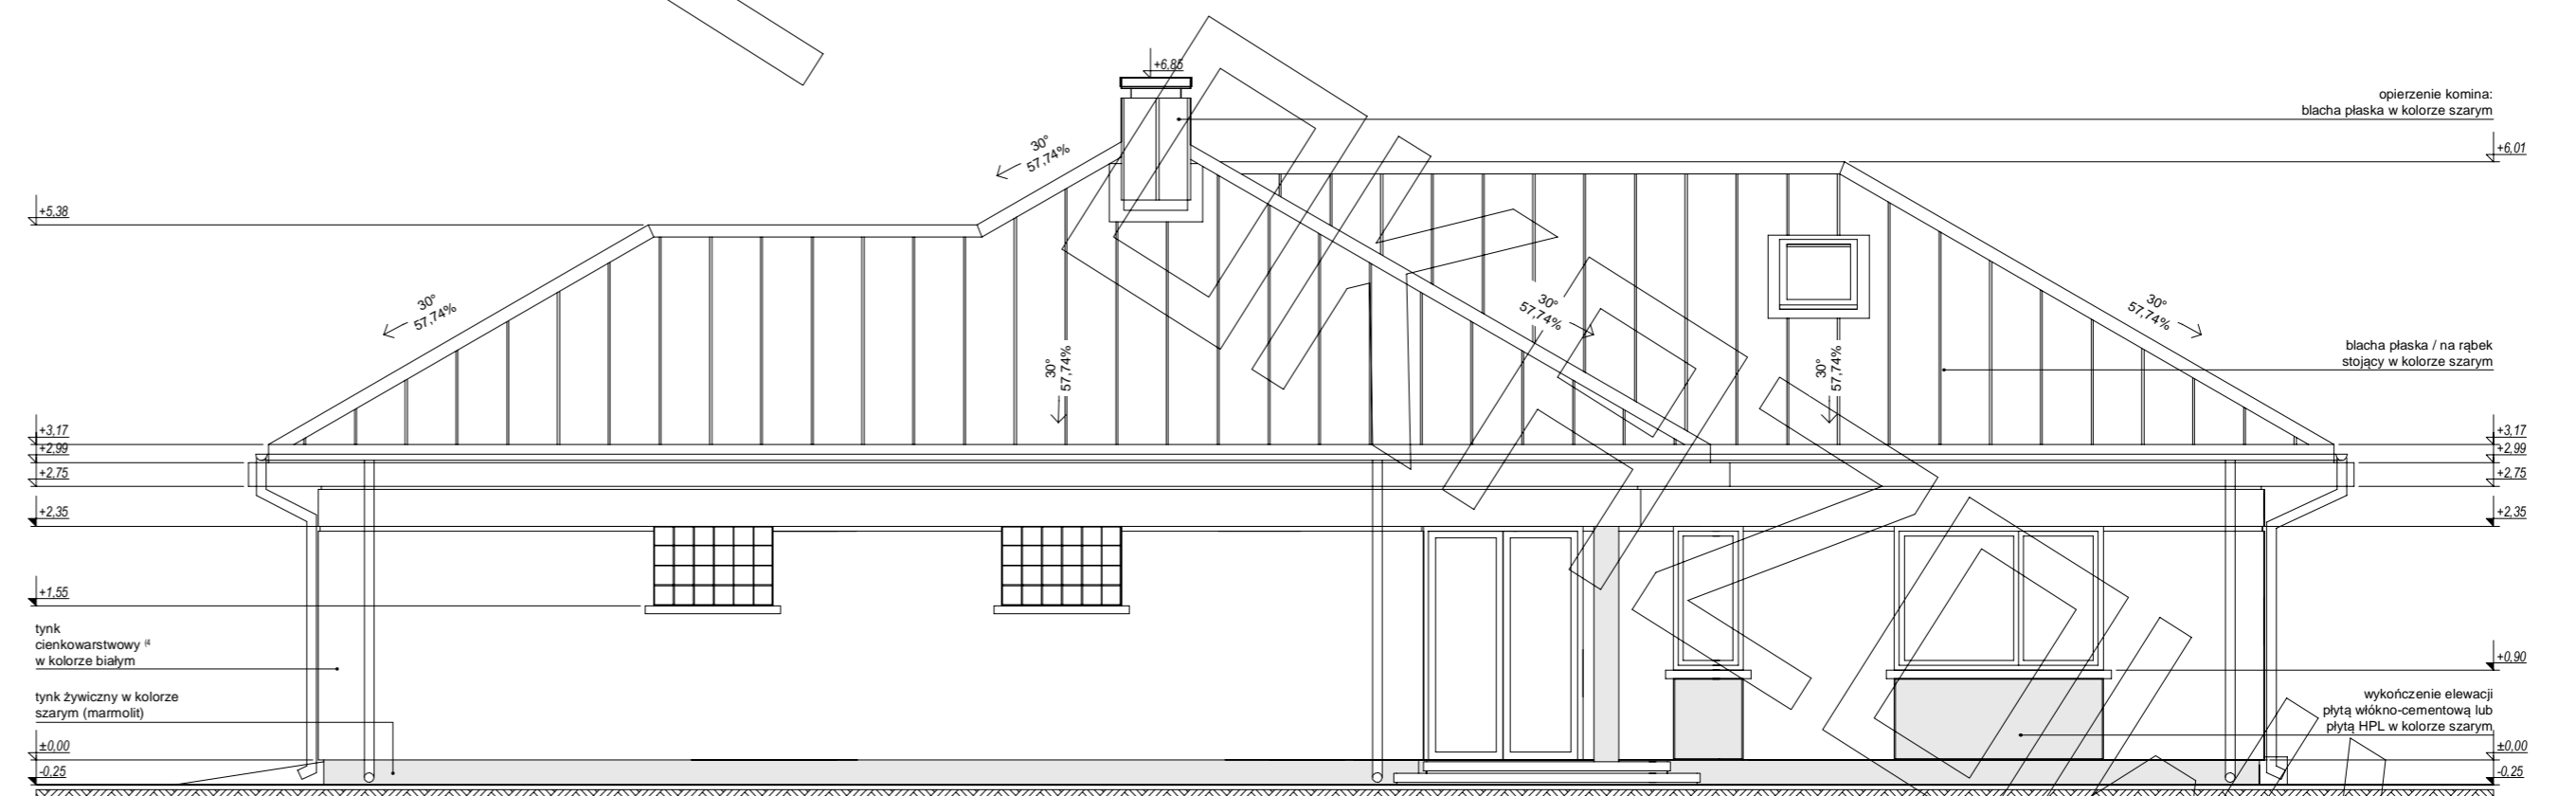 +6,85
opierzenie komina:
blacha płaska w kolorze szarym
30°
57,74%
+6,01
+5,38
30°
57,74%
30°
57,74%
30°
57,74%
30°
57,74%
30°
57,74%
blacha płaska / na rąbek
stojący w kolorze szarym
+3,17
+2,99
+2,75
+2,35
+3,17
+2,99
+2,75
+2,35
+1,55
tynk
cienkowarstwowy (4
w kolorze białym
+0,90
tynk żywiczny w kolorze
szarym (marmolit)
wykończenie elewacji
płytą włókno-cementową lub
płytą HPL w kolorze szarym
±0,00
-0,25
±0,00
-0,25